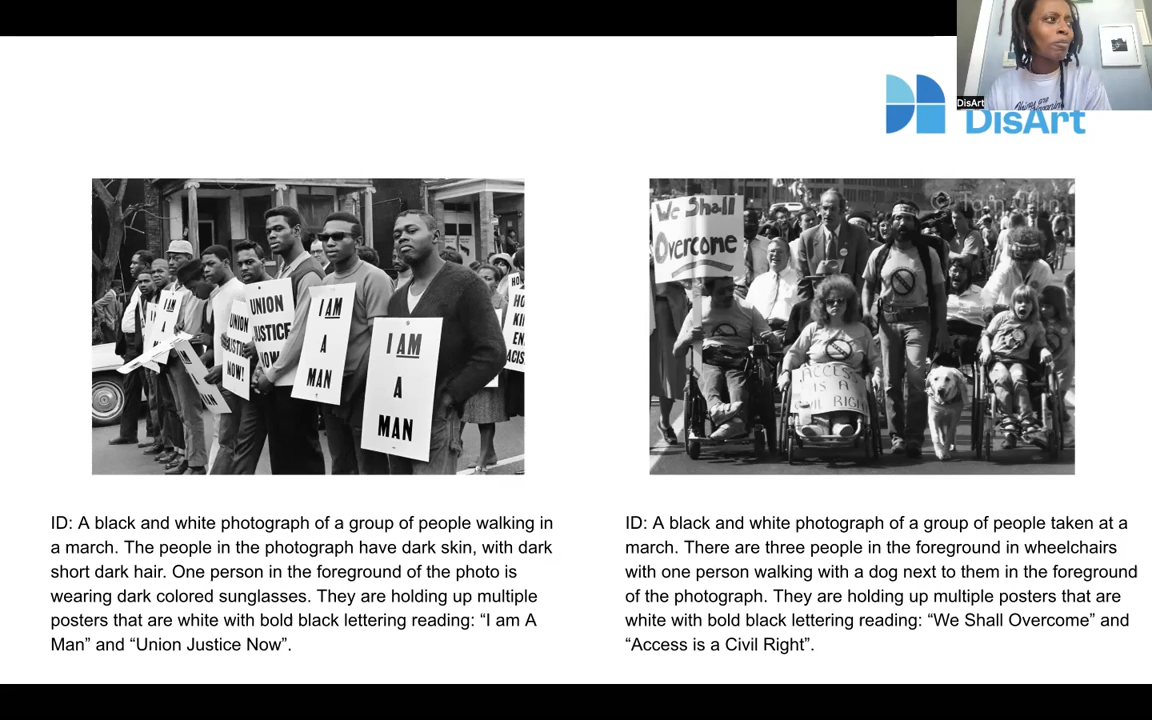 DisArt
DisArt
UNION
JUSTICE
NOW!
UNION
JUSTICE
NOW
I AM
A
MAN
I AM
A
MAN
We Shall
Overcome
ACCESS
IS A
CIVIL RIGHT
ID: A black and white photograph of a group of people walking in
a march. The people in the photograph have dark skin, with dark
short dark hair. One person in the foreground of the photo is
wearing dark colored sunglasses. They are holding up multiple
posters that are white with bold black lettering reading: “I am A
Man” and “Union Justice Now”.
ID: A black and white photograph of a group of people taken at a
march. There are three people in the foreground in wheelchairs
with one person walking with a dog next to them in the foreground
of the photograph. They are holding up multiple posters that are
white with bold black lettering reading: “We Shall Overcome” and
“Access is a Civil Right”.